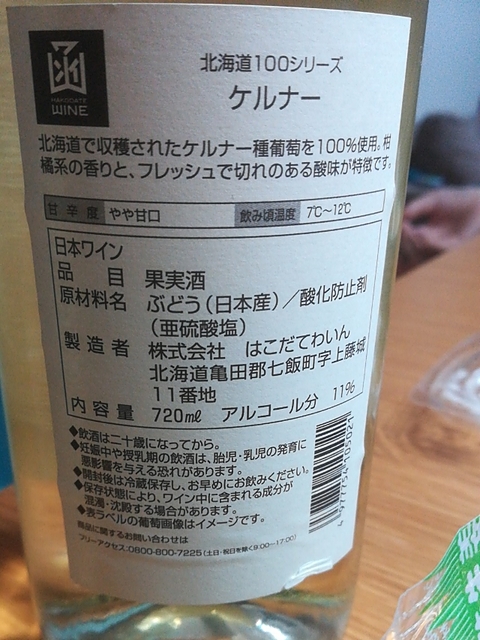 HAKODATE
WINE
北海道100シリーズ
ケルナー
北海道で収穫されたケルナー種葡萄を100%使用。柑
橘系の香りと、フレッシュで切れのある酸味が特徴です。
甘辛度 やや甘口 飲み頃温度 7℃〜12℃
日本ワイン
品目 果実酒
原材料名 ぶどう（日本産）／酸化防止剤
（亜硫酸塩）
製造者 株式会社 はこだてわいん
北海道亀田郡七飯町字上藤城
11番地
内容量 720㎖ アルコール分 11%
◆飲酒は二十歳になってから。
◆妊娠中や授乳期の飲酒は、胎児・乳児の発育に
悪影響を与える恐れがあります。
◆開封後は冷蔵保存し、お早めにお飲みください。
◆保存状態により、ワイン中に含まれる成分が
混濁・沈殿する場合があります。
◆表ラベルの葡萄画像はイメージです。
商品に関するお問い合わせは
フリーアクセス:0800-800-7225(土日・祝日を除く9:00〜17:00)